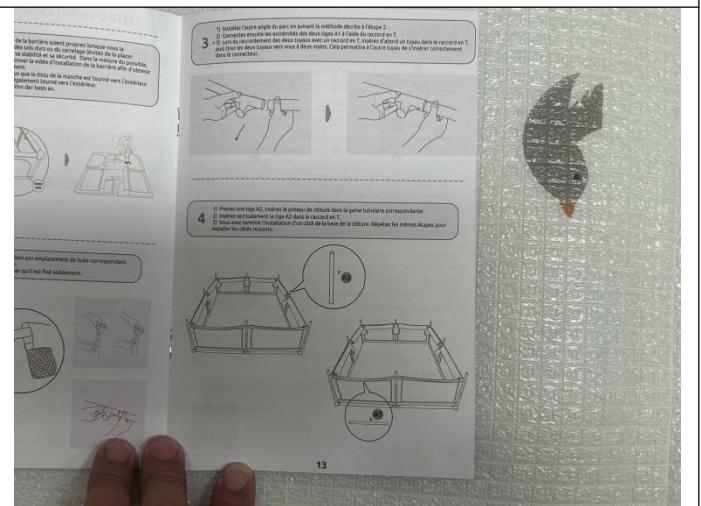 de la barrière soient propres lorsque vous la
des sols durs ou du carrelage (évitez de la placer
sa stabilité et sa sécurité. Dans la mesure du possible,
onner la vidéo d'installation de la barrière afin d'obtenir
ment.
us que le tissu de la manche est tourné vers l'extérieur
également tourné vers l'extérieur.
Van der basis en.
dans son emplacement de tube correspondant.
er qu'il est fixé solidement.
3
1) Installez l'autre angle du parc en suivant la méthode décrite à l'étape 2.
2) Connectez ensuite les extrémités des deux tiges A1 à l'aide du raccord en T.
3) Lors du raccordement des deux tuyaux avec un raccord en T, insérez d'abord un tuyau dans le raccord en T,
puis tirez les deux tuyaux vers vous à deux mains. Cela permettra à l'autre tuyau de s'insérer correctement
dans le connecteur.
4
1) Prenez une tige A2, insérez le poteau de clôture dans la gaine tubulaire correspondante.
2) Insérez verticalement la tige A2 dans le raccord en T.
3) Vous avez terminé l'installation d'un côté de la base de la clôture. Répétez les mêmes étapes pour
installer les côtés restants.
A2
13